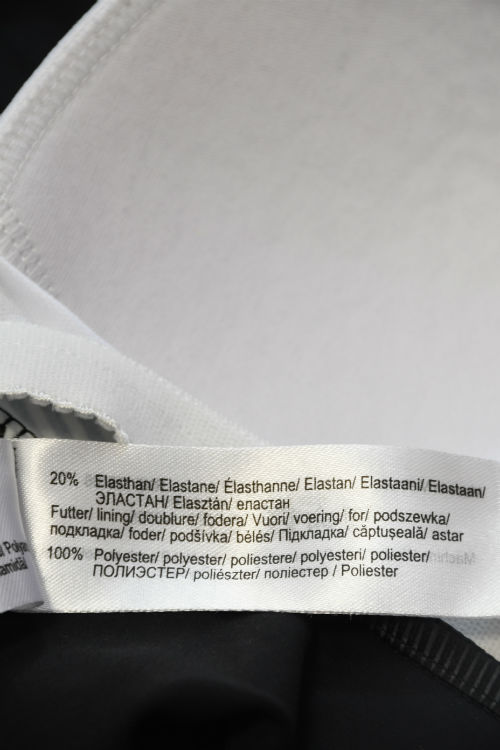 20% Elasthan/ Elastane/ Élasthanne/ Elastan/ Elastaani/ Elastaan/
ЭЛАСТАН/ Elasztán/ еластан
Futter/ lining/ doublure/ fodera/ Vuori/ voering/ for/ podszewka/
подкладка/ foder/ podšívka/ bélés/ Підкладка/ căptușeală/ astar
100% Polyester/ polyester/ poliestere/ polyesteri/ poliester/
ПОЛИЭСТЕР/ poliészter/ поліестер / Poliester